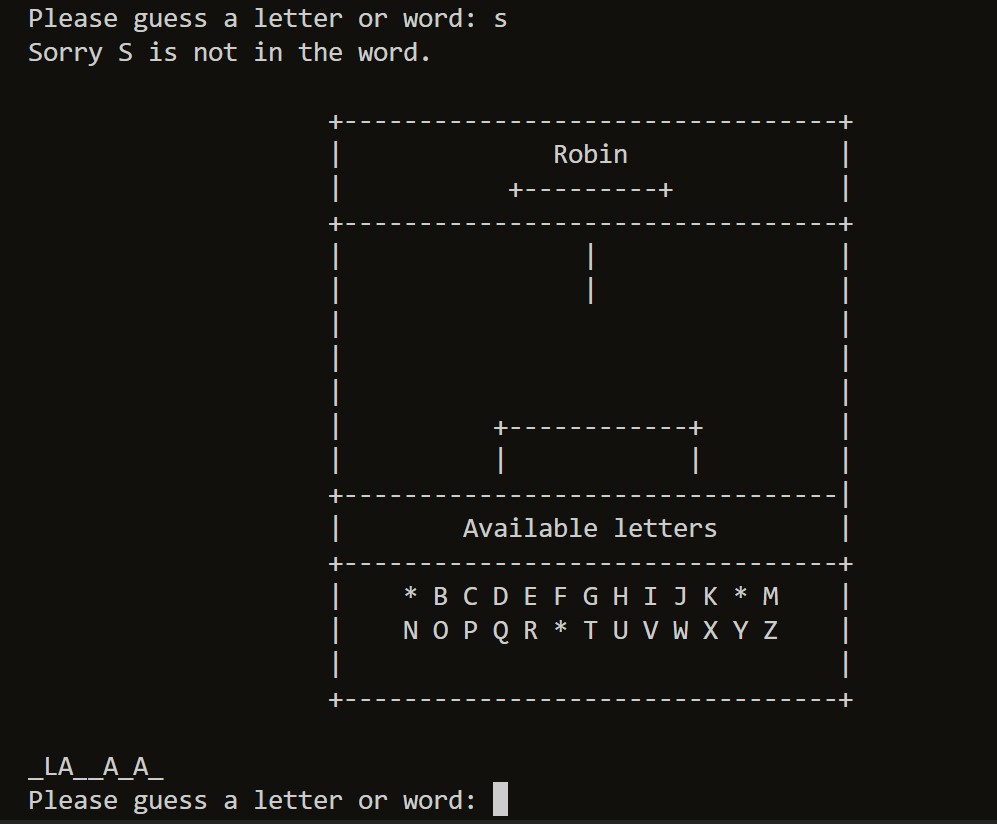 Please guess a letter or word: s
Sorry S is not in the word.
+---------------------------------+
|              Robin              |
|           +---------+           |
+---------------------------------+
|                |                |
|                |                |
|                                 |
|                                 |
|                                 |
|          +------------+         |
|          |            |         |
+---------------------------------|
|        Available letters        |
+---------------------------------+
|    * B C D E F G H I J K * M    |
|    N O P Q R * T U V W X Y Z    |
|                                 |
+---------------------------------+
_LA__A_A_
Please guess a letter or word: